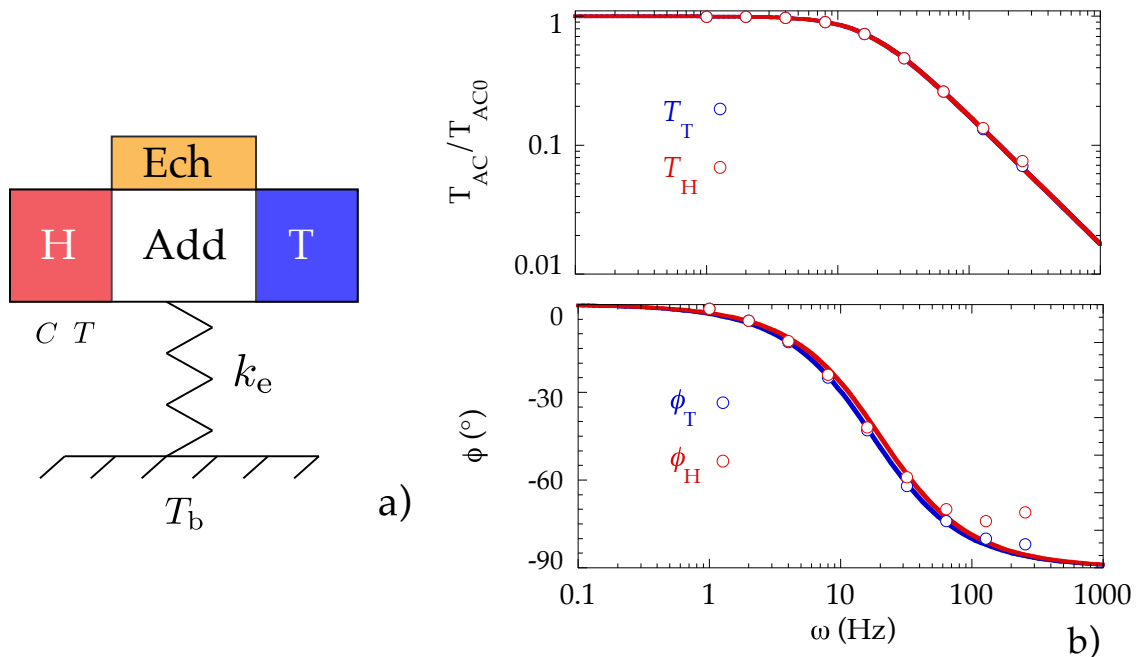 Ech
H Add T
C T
k_e
T_b
a)
T_AC/T_AC0
1
0.1
0.01
T_T
T_H
ϕ (°)
0
-30
-60
-90
ϕ_T
ϕ_H
0.1 1 10 100 1000
ω (Hz)
b)